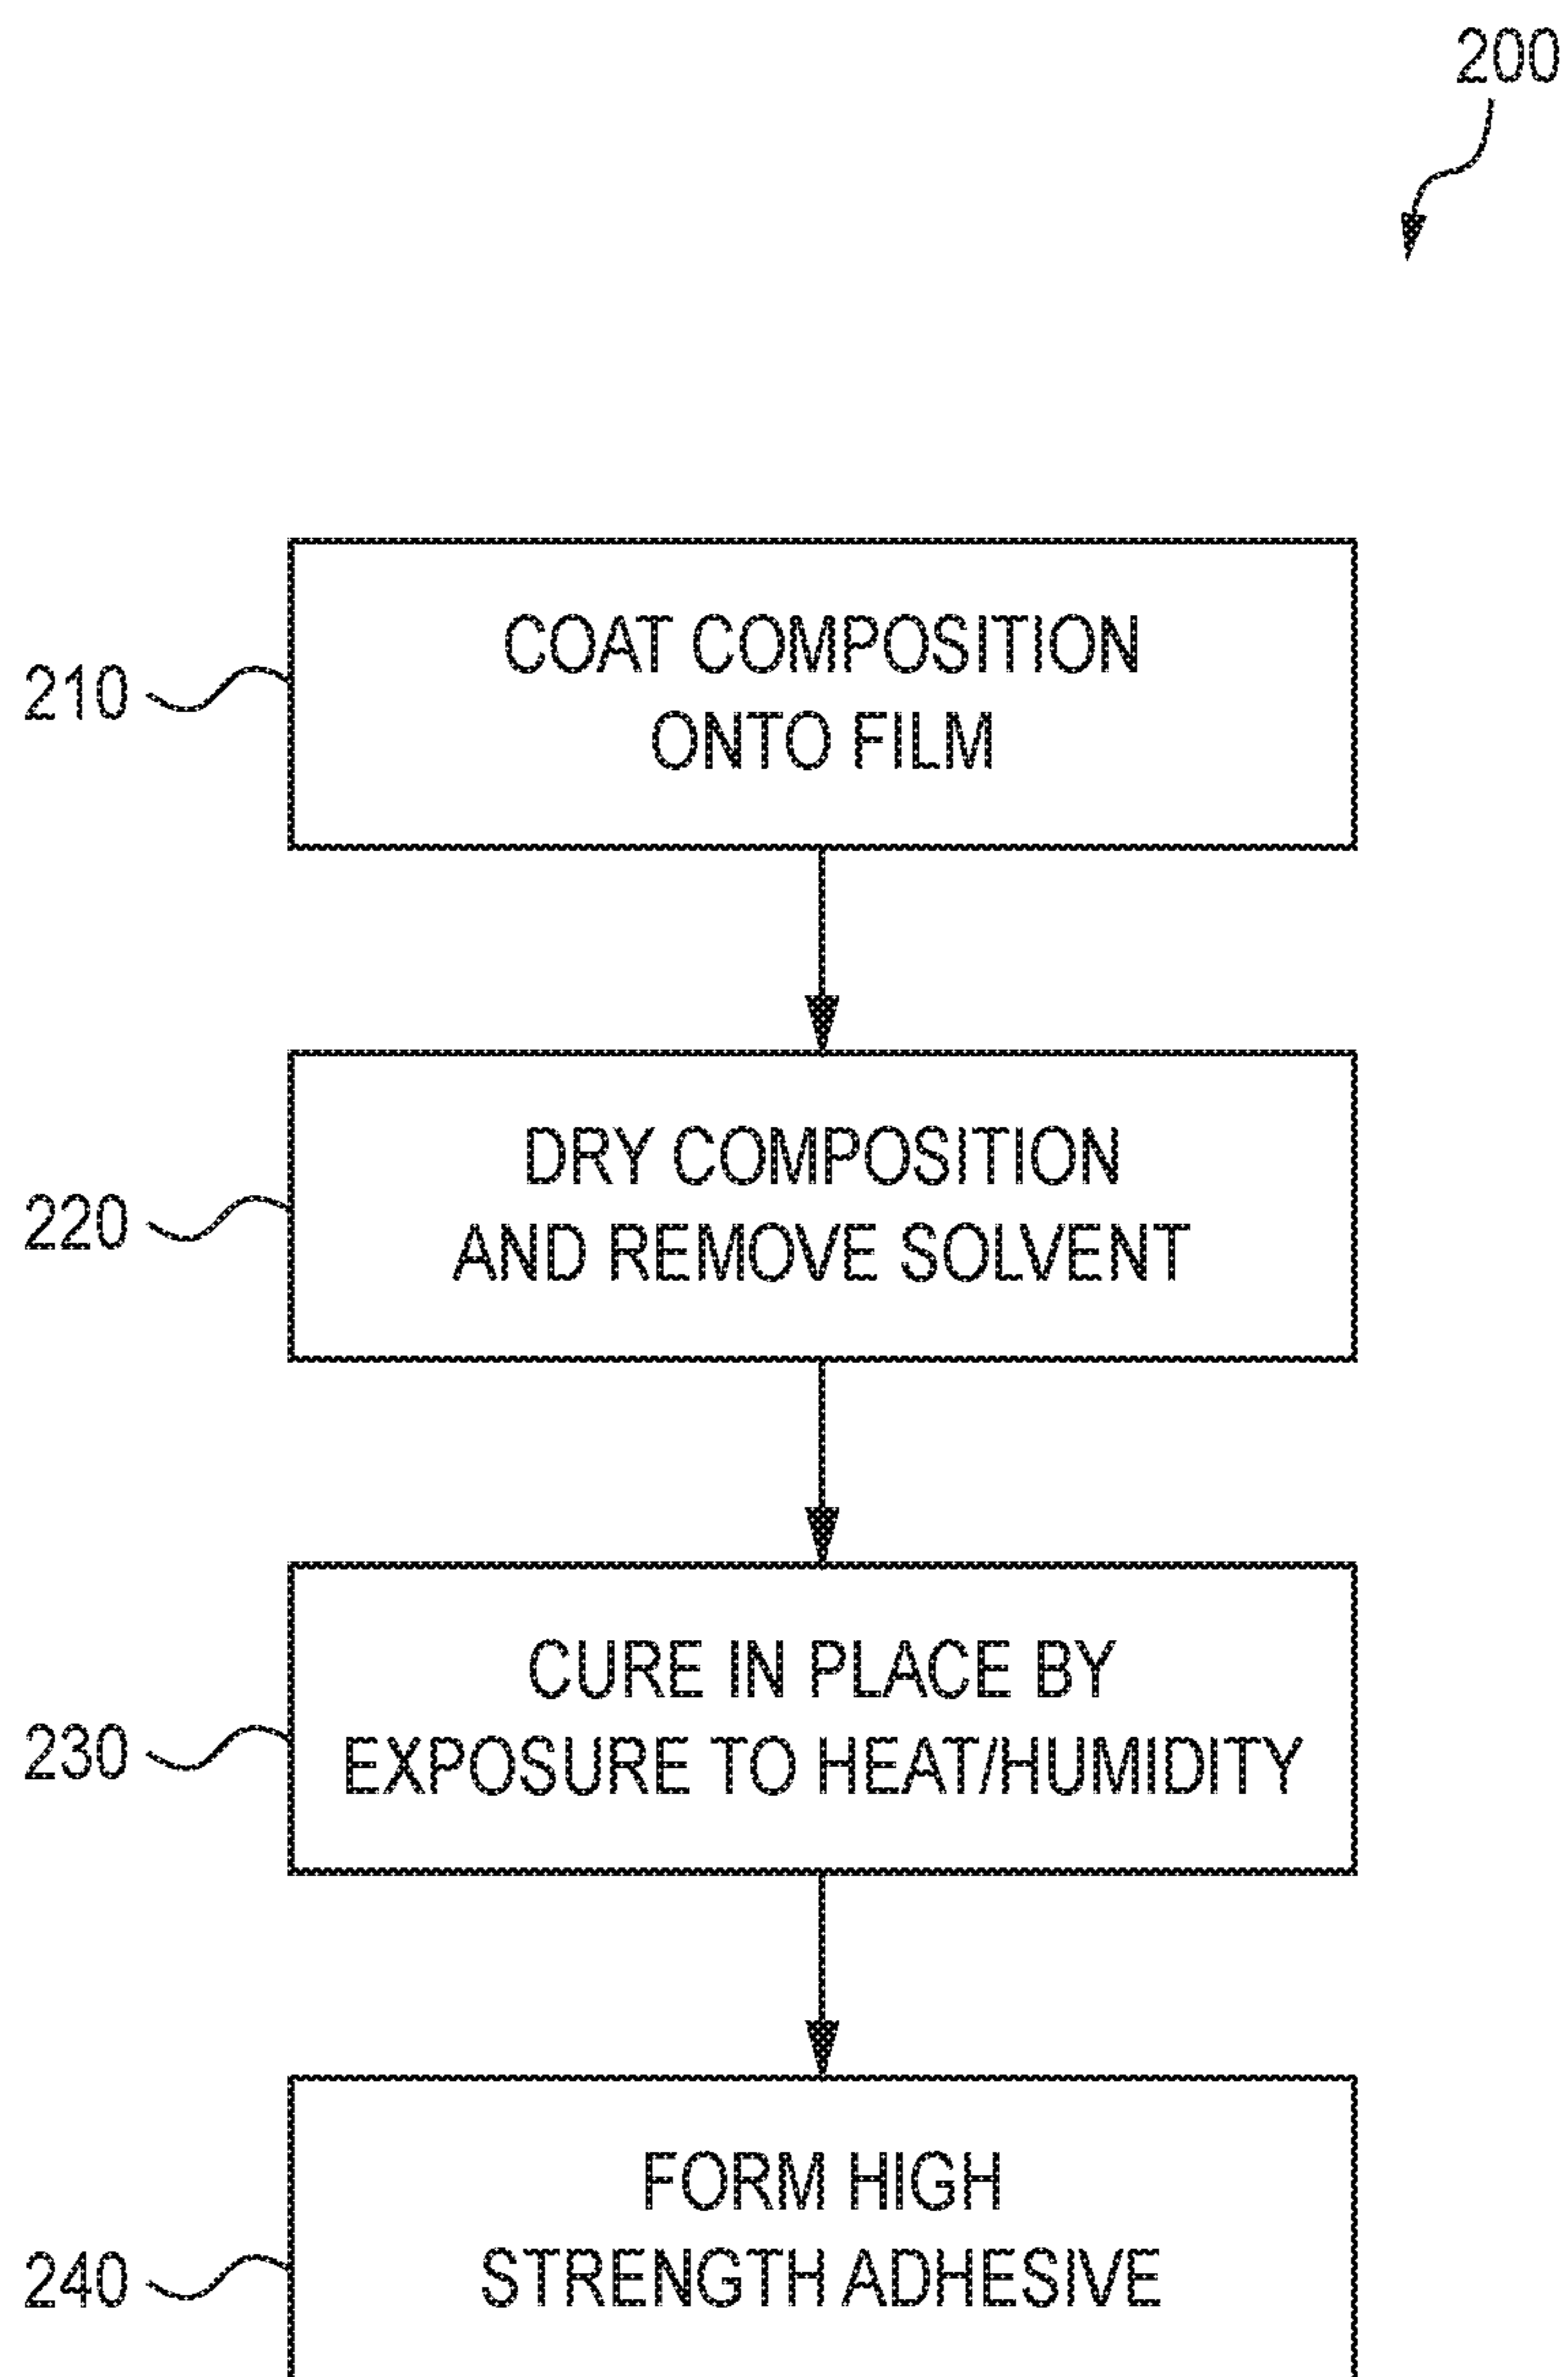 200
210
COAT COMPOSITION
ONTO FILM
220
DRY COMPOSITION
AND REMOVE SOLVENT
230
CURE IN PLACE BY
EXPOSURE TO HEAT/HUMIDITY
240
FORM HIGH
STRENGTH ADHESIVE